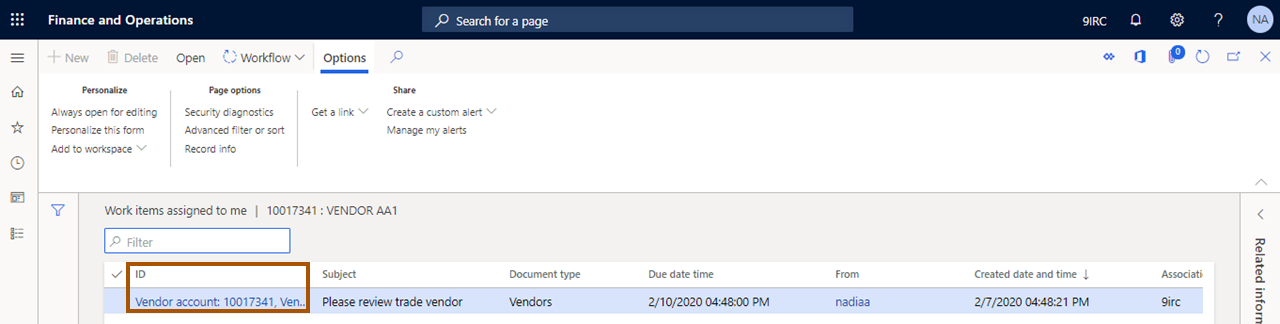 Finance and Operations Search for a page 9IRC ? NA
New Delete Open Workflow Options 0
Personalize Page options Share
Always open for editing Security diagnostics Get a link Create a custom alert
Personalize this form Advanced filter or sort Manage my alerts
Add to workspace Record info
Work items assigned to me | 10017341 : VENDOR AA1
Filter
ID Subject Document type Due date time From Created date and time Associati
Vendor account: 10017341, Ven... Please review trade vendor Vendors 2/10/2020 04:48:00 PM nadiaa 2/7/2020 04:48:21 PM 9irc
Related inform